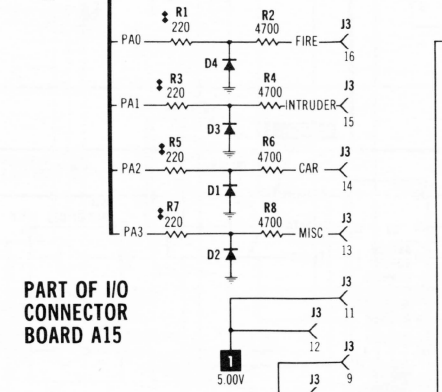 R1 R2
220 4700 J3
PA0 FIRE
16
D4
R3 R4
220 4700 J3
PA1 INTRUDER
15
D3
R5 R6
220 4700 J3
PA2 CAR
14
D1
R7 R8
220 4700 J3
PA3 MISC
13
D2
PART OF I/O
CONNECTOR
BOARD A15
J3
11
J3
12
1
5.00V
J3
9
J3